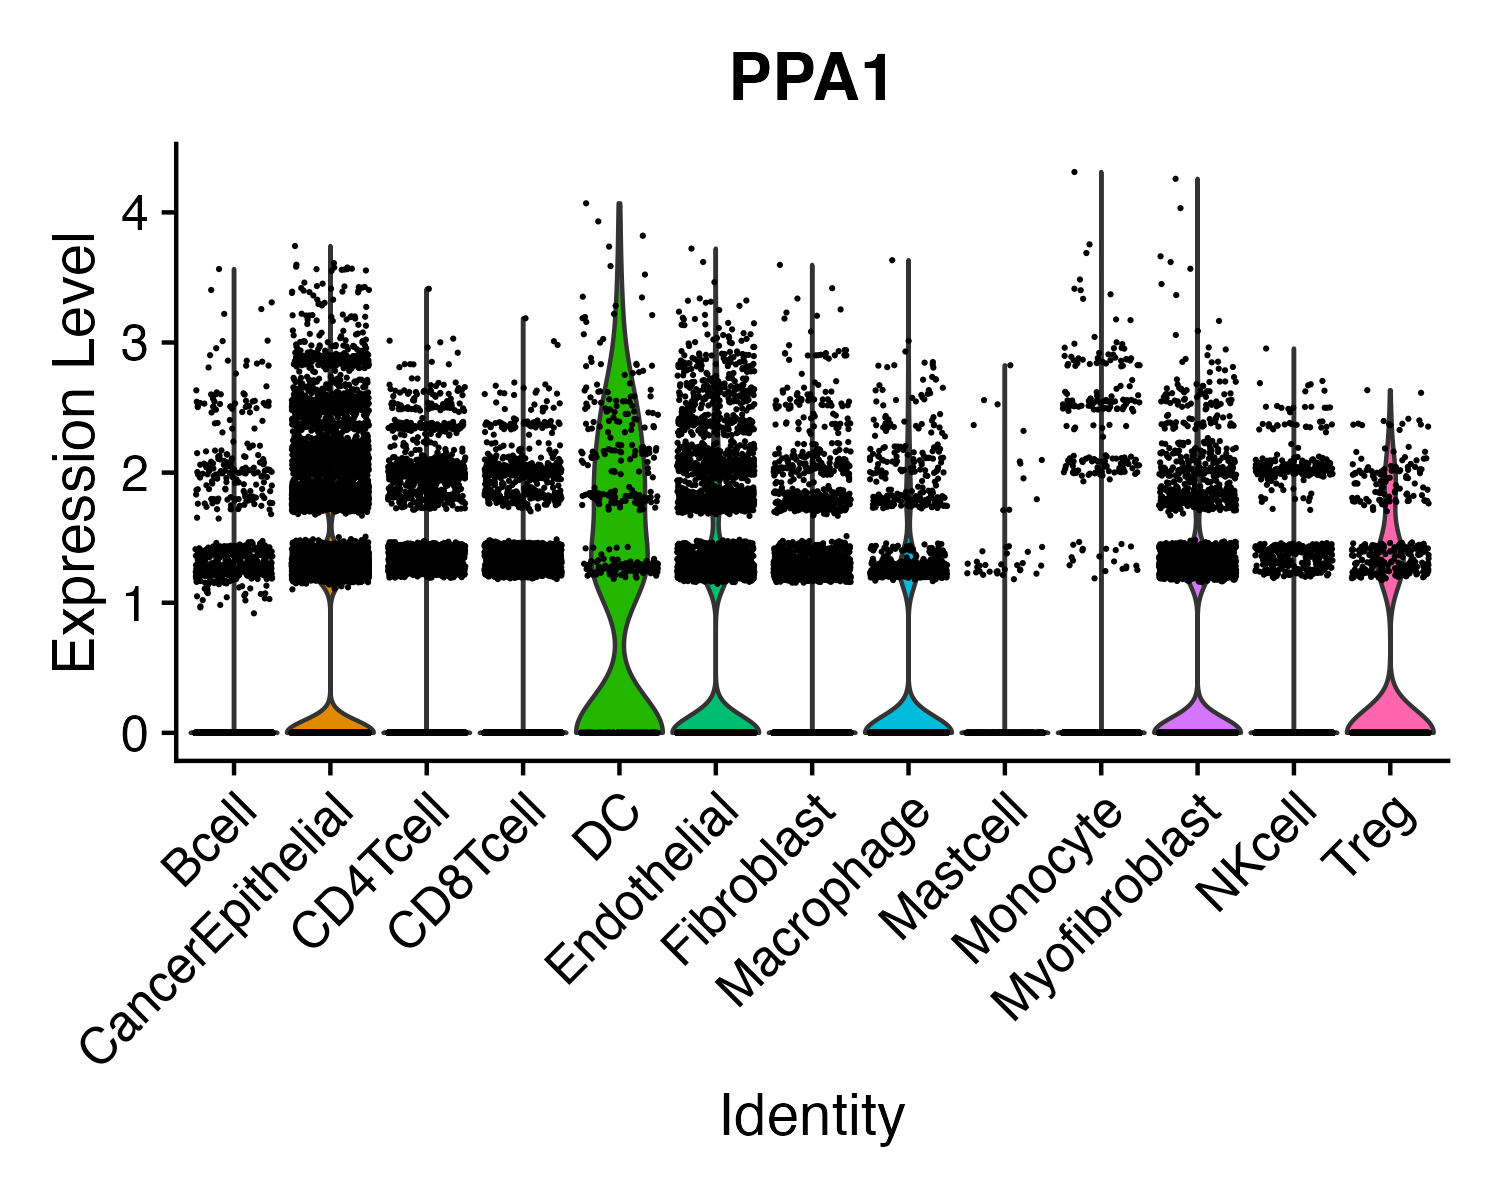 PPA1
Expression Level
4
3
2
1
0
Bcell
CancerEpithelial
CD4Tcell
CD8Tcell
DC
Endothelial
Fibroblast
Macrophage
Mastcell
Monocyte
Myofibroblast
NKcell
Treg
Identity